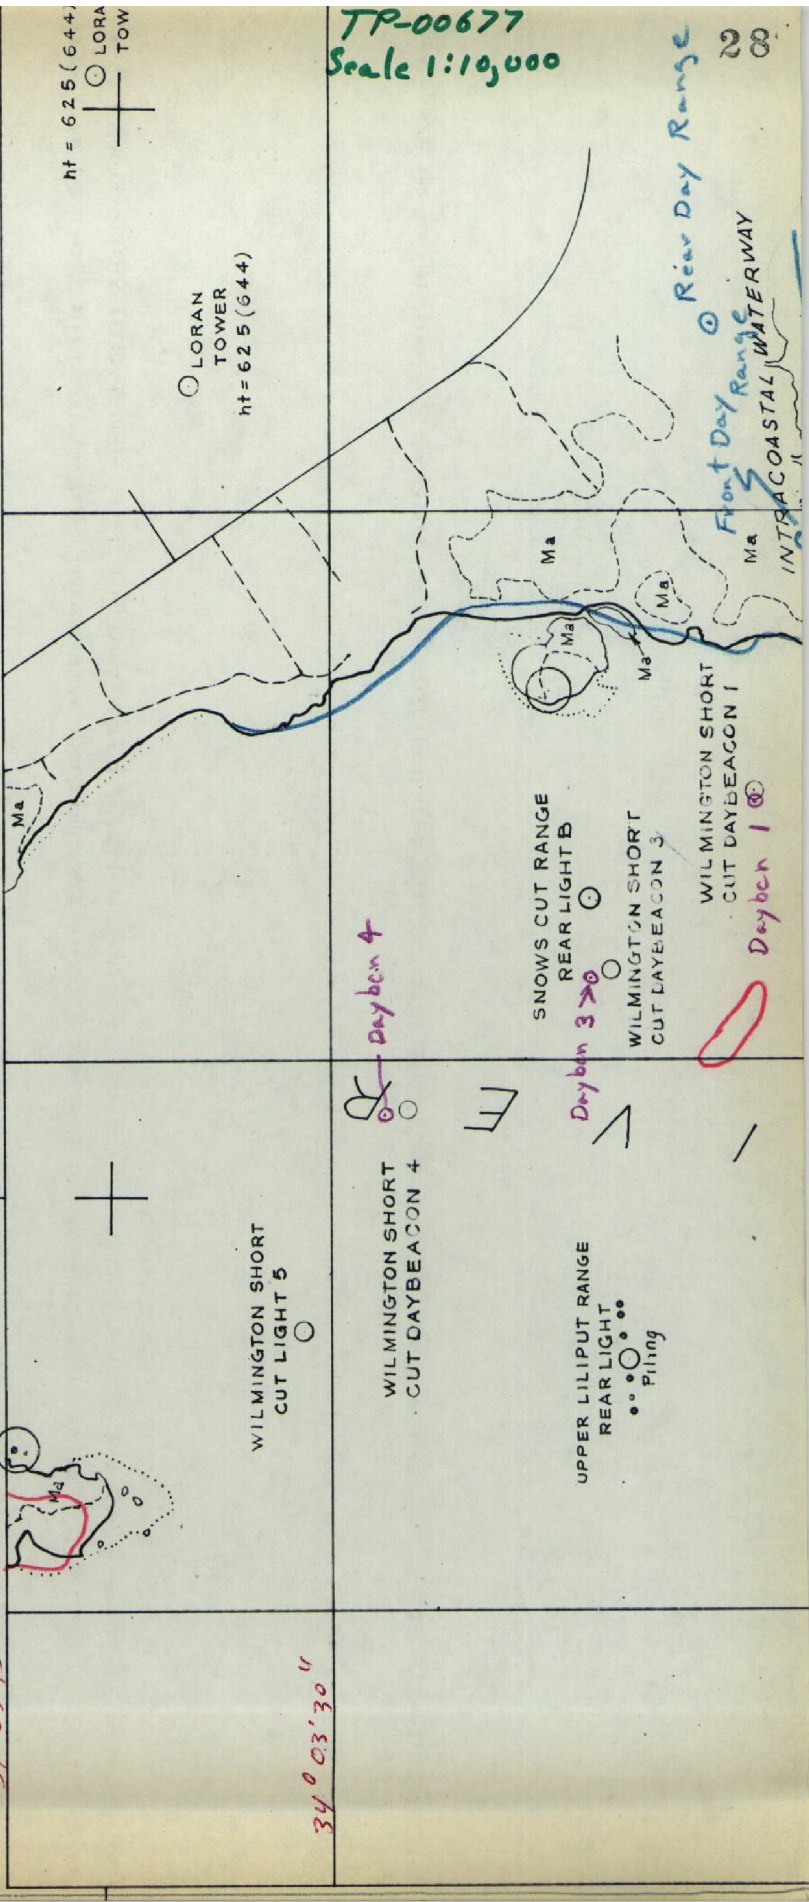 TP-00677
Scale 1:10,000
28
ht = 625(644)
LORA
TOW
LORAN
TOWER
ht=625(644)
Rear Day Range
Front Day
Range
INTRACOASTAL WATERWAY
Ma
Ma
Ma
Ma
Ma
Ma
WILMINGTON SHORT
CUT DAYBEACON 1
Daybcn 1
SNOWS CUT RANGE
REAR LIGHT B
WILMINGTON SHORT
CUT DAYBEACON 3
Daybcn 3
Daybcn 4
R
E
V
I
WILMINGTON SHORT
CUT DAYBEACON 4
WILMINGTON SHORT
CUT LIGHT 5
UPPER LILIPUT RANGE
REAR LIGHT
Piling
Ma
34° 03' 30"